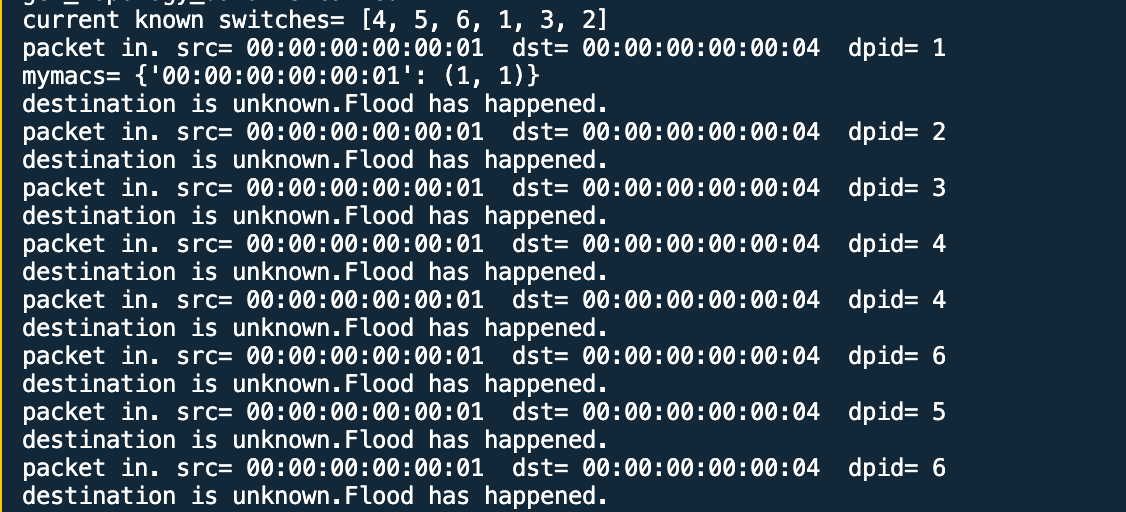 current known switches= [4, 5, 6, 1, 3, 2]
packet in. src= 00:00:00:00:00:01  dst= 00:00:00:00:00:04  dpid= 1
mymacs= {'00:00:00:00:00:01': (1, 1)}
destination is unknown.Flood has happened.
packet in. src= 00:00:00:00:00:01  dst= 00:00:00:00:00:04  dpid= 2
destination is unknown.Flood has happened.
packet in. src= 00:00:00:00:00:01  dst= 00:00:00:00:00:04  dpid= 3
destination is unknown.Flood has happened.
packet in. src= 00:00:00:00:00:01  dst= 00:00:00:00:00:04  dpid= 4
destination is unknown.Flood has happened.
packet in. src= 00:00:00:00:00:01  dst= 00:00:00:00:00:04  dpid= 4
destination is unknown.Flood has happened.
packet in. src= 00:00:00:00:00:01  dst= 00:00:00:00:00:04  dpid= 6
destination is unknown.Flood has happened.
packet in. src= 00:00:00:00:00:01  dst= 00:00:00:00:00:04  dpid= 5
destination is unknown.Flood has happened.
packet in. src= 00:00:00:00:00:01  dst= 00:00:00:00:00:04  dpid= 6
destination is unknown.Flood has happened.